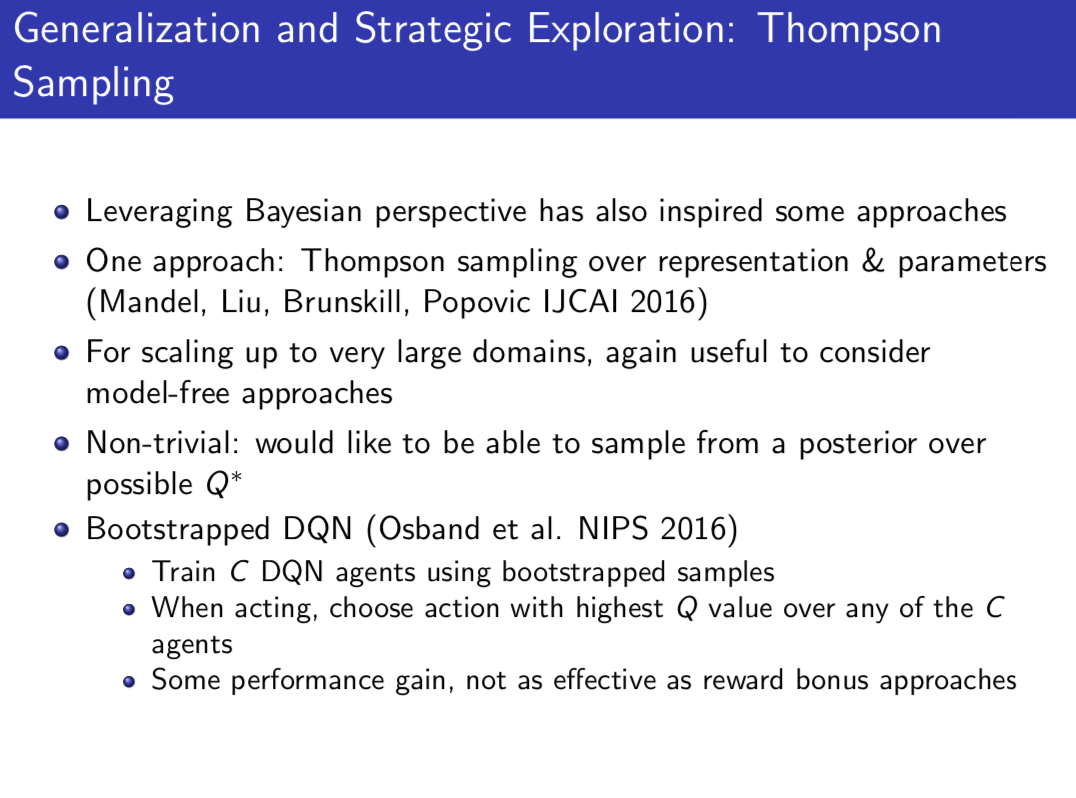 Generalization and Strategic Exploration: Thompson
Sampling
Leveraging Bayesian perspective has also inspired some approaches
One approach: Thompson sampling over representation & parameters
(Mandel, Liu, Brunskill, Popovic IJCAI 2016)
For scaling up to very large domains, again useful to consider
model-free approaches
Non-trivial: would like to be able to sample from a posterior over
possible Q*
Bootstrapped DQN (Osband et al. NIPS 2016)
Train C DQN agents using bootstrapped samples
When acting, choose action with highest Q value over any of the C
agents
Some performance gain, not as effective as reward bonus approaches